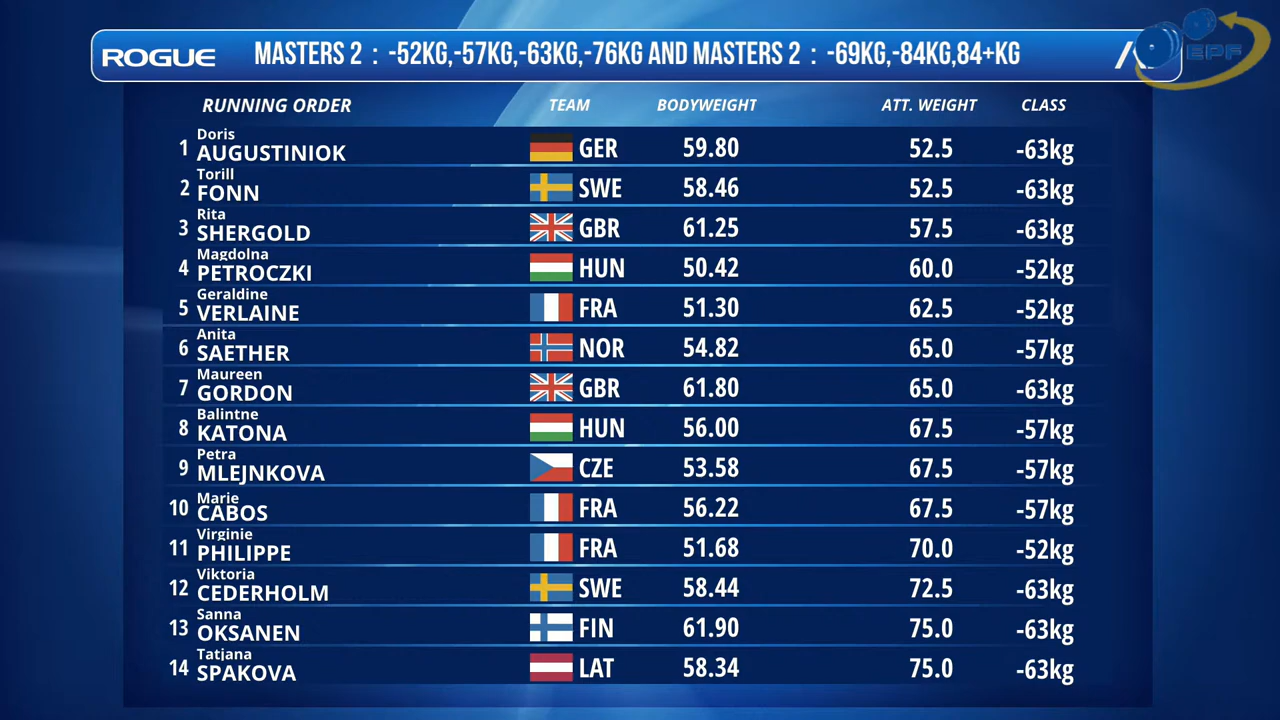 ROGUE MASTERS 2 : -52KG,-57KG,-63KG,-76KG AND MASTERS 2 : -69KG,-84KG,84+KG EPF
RUNNING ORDER TEAM BODYWEIGHT ATT. WEIGHT CLASS
Doris
1 AUGUSTINIOK GER 59.80 52.5 -63kg
Torill
2 FONN SWE 58.46 52.5 -63kg
Rita
3 SHERGOLD GBR 61.25 57.5 -63kg
Magdolna
4 PETROCZKI HUN 50.42 60.0 -52kg
Geraldine
5 VERLAINE FRA 51.30 62.5 -52kg
Anita
6 SAETHER NOR 54.82 65.0 -57kg
Maureen
7 GORDON GBR 61.80 65.0 -63kg
Balintne
8 KATONA HUN 56.00 67.5 -57kg
Petra
9 MLEJNKOVA CZE 53.58 67.5 -57kg
Marie
10 CABOS FRA 56.22 67.5 -57kg
Virginie
11 PHILIPPE FRA 51.68 70.0 -52kg
Viktoria
12 CEDERHOLM SWE 58.44 72.5 -63kg
Sanna
13 OKSANEN FIN 61.90 75.0 -63kg
Tatjana
14 SPAKOVA LAT 58.34 75.0 -63kg